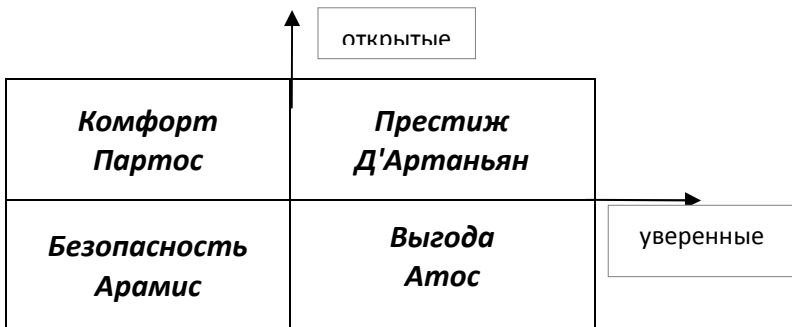 открытые
Комфорт
Партос
Престиж
Д'Артаньян
Безопасность
Арамис
Выгода
Атос
уверенные